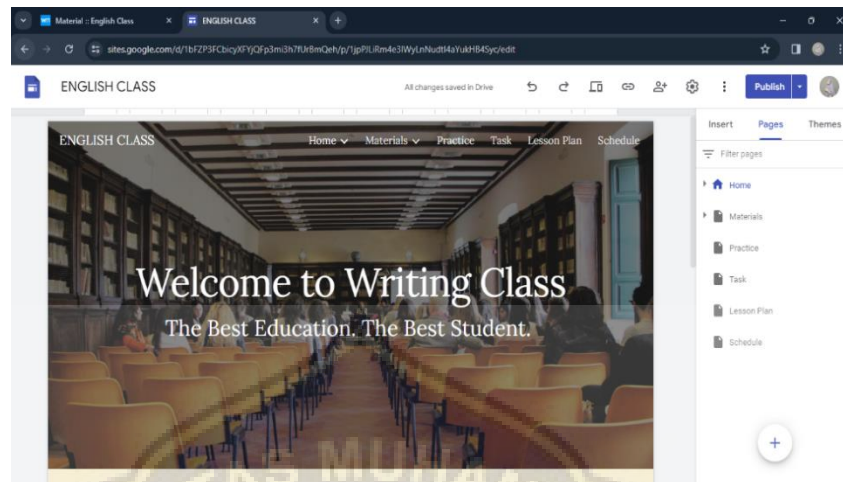 Material :: English Class
ENGLISH CLASS
sites.google.com/d/1bFZP3FCbicyXFYjQFp3mi3h7fUr8mQeh/p/1jpPJLiRm4e3IWyLnNudtl4aYukHB4Syc/edit
ENGLISH CLASS
All changes saved in Drive
Publish
Insert Pages Themes
Filter pages
Home
Materials
Practice
Task
Lesson Plan
Schedule
ENGLISH CLASS
Home Materials Practice Task Lesson Plan Schedule
Welcome to Writing Class
The Best Education. The Best Student.